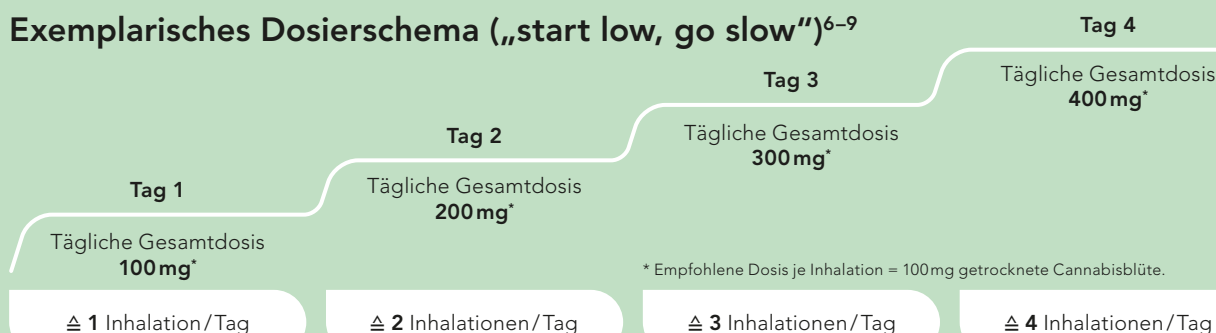 Exemplarisches Dosierschema („start low, go slow“)⁶⁻⁹
Tag 1
Tägliche Gesamtdosis
100 mg*
≙ 1 Inhalation/Tag
Tag 2
Tägliche Gesamtdosis
200 mg*
≙ 2 Inhalationen/Tag
Tag 3
Tägliche Gesamtdosis
300 mg*
≙ 3 Inhalationen/Tag
Tag 4
Tägliche Gesamtdosis
400 mg*
≙ 4 Inhalationen/Tag
* Empfohlene Dosis je Inhalation = 100 mg getrocknete Cannabisblüte.